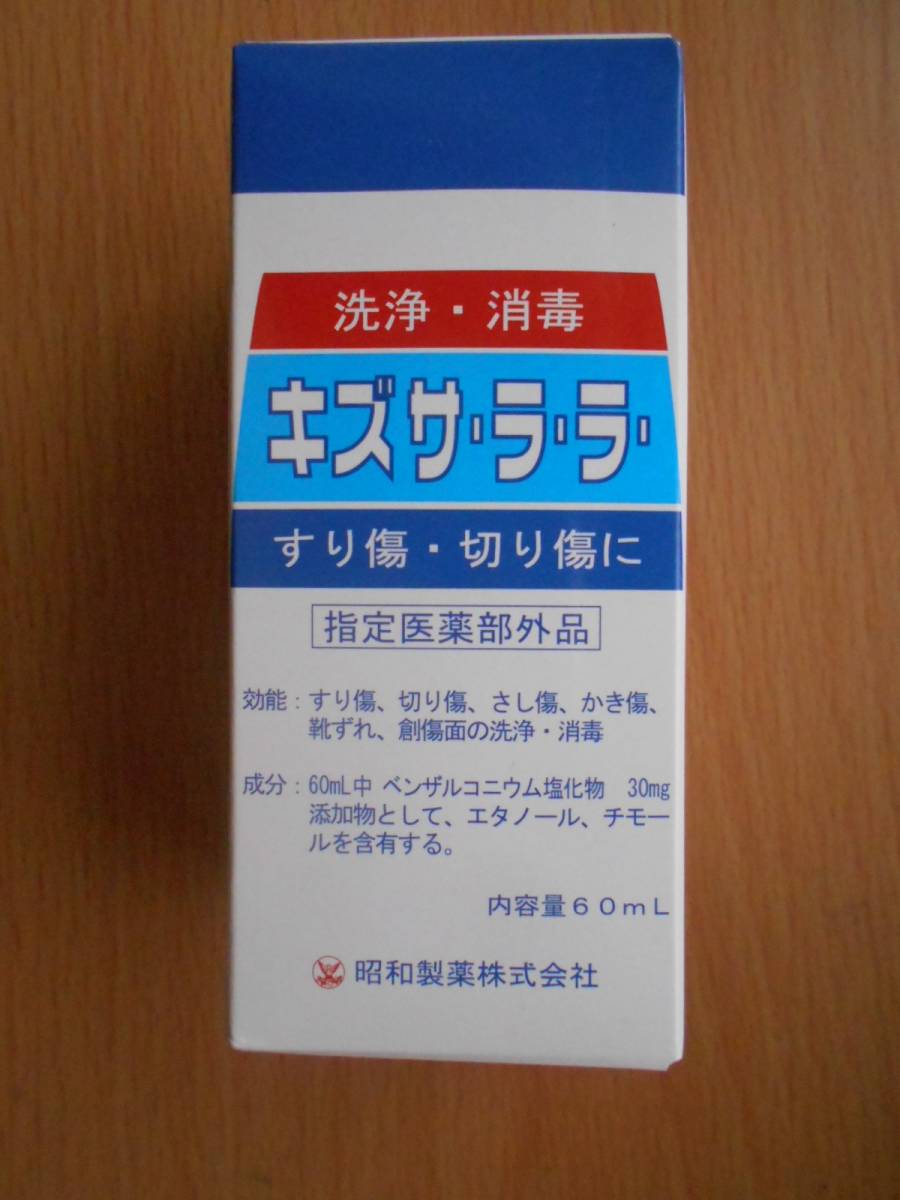 洗浄・消毒
キズサ・ラ・ラ・
すり傷・切り傷に
指定医薬部外品
効能：すり傷、切り傷、さし傷、かき傷、
靴ずれ、創傷面の洗浄・消毒
成分：60mL中 ベンザルコニウム塩化物 30mg
添加物として、エタノール、チモー
ルを含有する。
内容量６０ｍＬ
昭和製薬株式会社